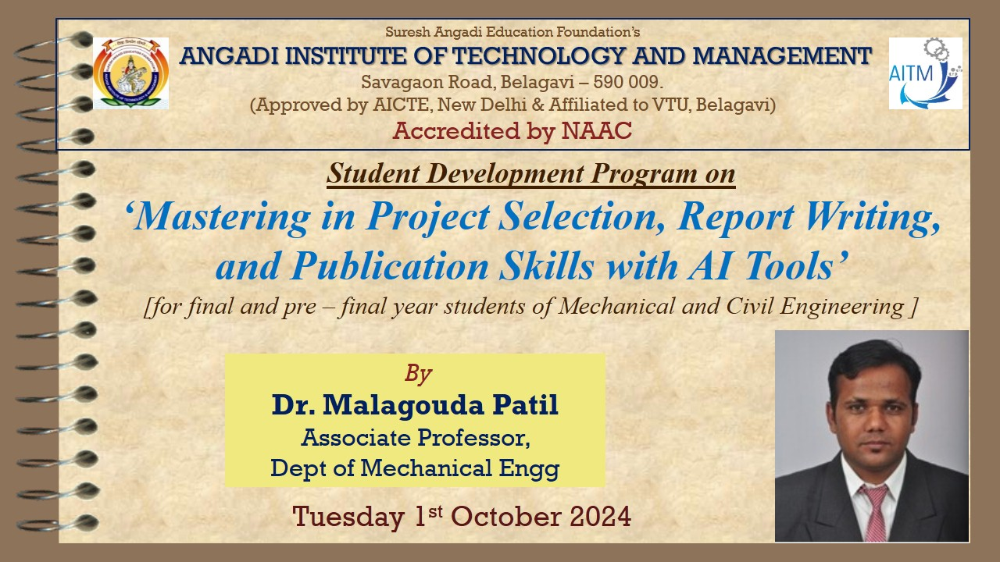 Suresh Angadi Education Foundation's
ANGADI INSTITUTE OF TECHNOLOGY AND MANAGEMENT
Savagaon Road, Belagavi – 590 009.
(Approved by AICTE, New Delhi & Affiliated to VTU, Belagavi)
Accredited by NAAC
AITM
Student Development Program on
‘Mastering in Project Selection, Report Writing,
and Publication Skills with AI Tools’
[for final and pre – final year students of Mechanical and Civil Engineering ]
By
Dr. Malagouda Patil
Associate Professor,
Dept of Mechanical Engg
Tuesday 1st October 2024